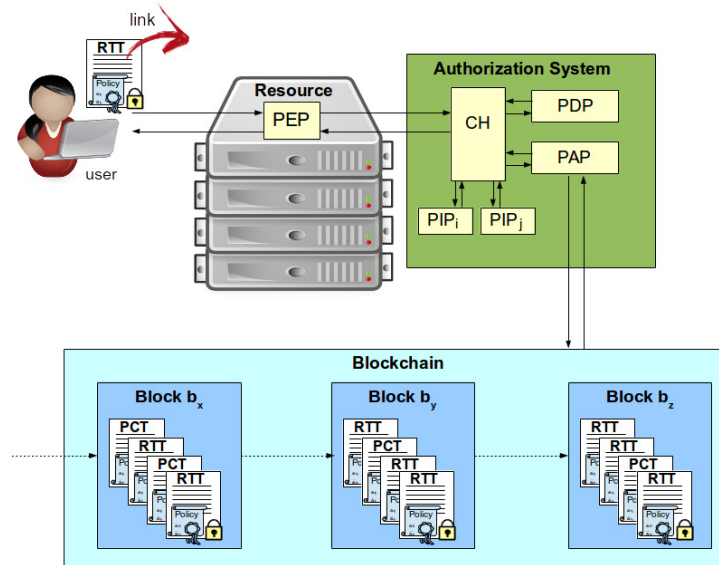 link
RTT
Policy
user
Resource
PEP
Authorization System
CH
PDP
PAP
PIPi
PIPj
Blockchain
Block bx
PCT
RTT
PCT
RTT
Policy
Block by
RTT
PCT
RTT
RTT
Policy
Block bz
RTT
RTT
PCT
RTT
Policy